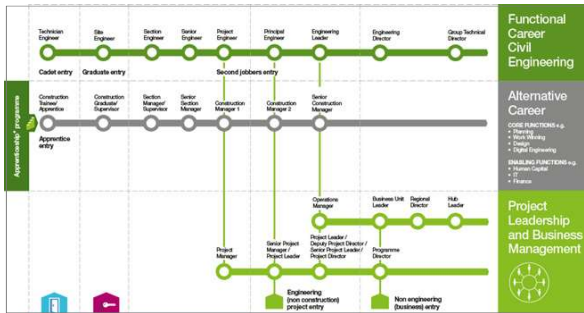 Technician
Engineer
Site
Engineer
Section
Engineer
Senior
Engineer
Project
Engineer
Principal
Engineer
Engineering
Leader
Engineering
Director
Group Technical
Director
Cadet entry
Graduate entry
Second jobbers entry
Functional
Career
Civil
Engineering
Apprenticeship* programme
Construction
Trainee/
Apprentice
Construction
Graduate/
Supervisor
Section
Manager/
Supervisor
Senior
Section
Manager
Construction
Manager 1
Construction
Manager 2
Senior
Construction
Manager
Apprentice
entry
Alternative
Career
CORE FUNCTIONS e.g.
• Planning
• Work Winning
• Design
• Digital Engineering
ENABLING FUNCTIONS e.g.
• Human Capital
• IT
• Finance
Operations
Manager
Business Unit
Leader
Regional
Director
Hub
Leader
Project
Manager
Senior Project
Manager /
Project Leader
Project Leader /
Deputy Project Director /
Senior Project Leader /
Project Director
Programme
Director
Engineering
(non construction)
project entry
Non engineering
(business) entry
Project
Leadership
and Business
Management